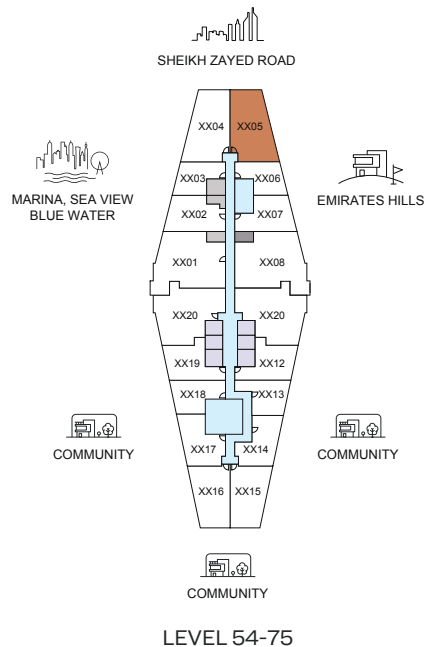 SHEIKH ZAYED ROAD
XX04 XX05
XX03 XX06
MARINA, SEA VIEW
BLUE WATER
EMIRATES HILLS
XX02 XX07
XX01 XX08
XX20 XX20
XX19 XX12
XX18 XX13
COMMUNITY
COMMUNITY
XX17 XX14
XX16 XX15
COMMUNITY
LEVEL 54-75